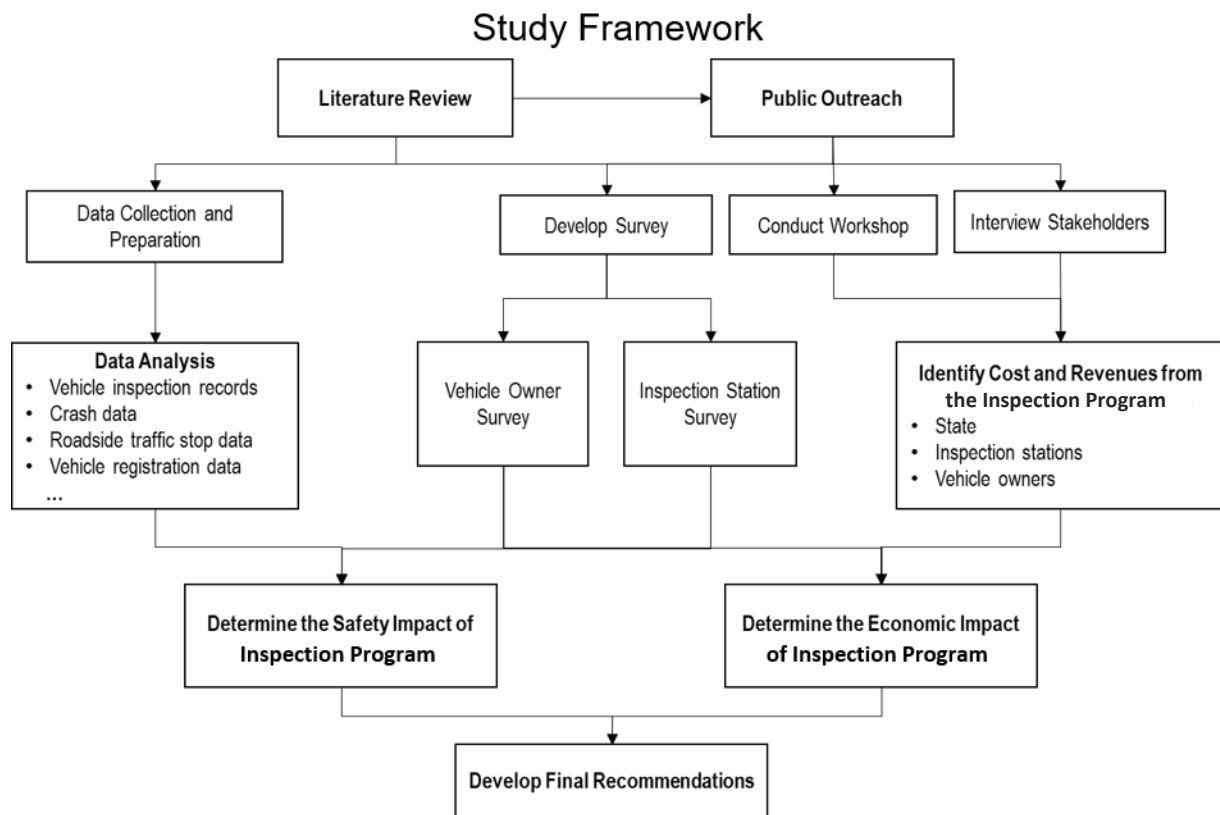 Study Framework
Literature Review
Public Outreach
Data Collection and
Preparation
Develop Survey
Conduct Workshop
Interview Stakeholders
Data Analysis
• Vehicle inspection records
• Crash data
• Roadside traffic stop data
• Vehicle registration data
...
Vehicle Owner
Survey
Inspection Station
Survey
Identify Cost and Revenues from
the Inspection Program
• State
• Inspection stations
• Vehicle owners
Determine the Safety Impact of
Inspection Program
Determine the Economic Impact
of Inspection Program
Develop Final Recommendations